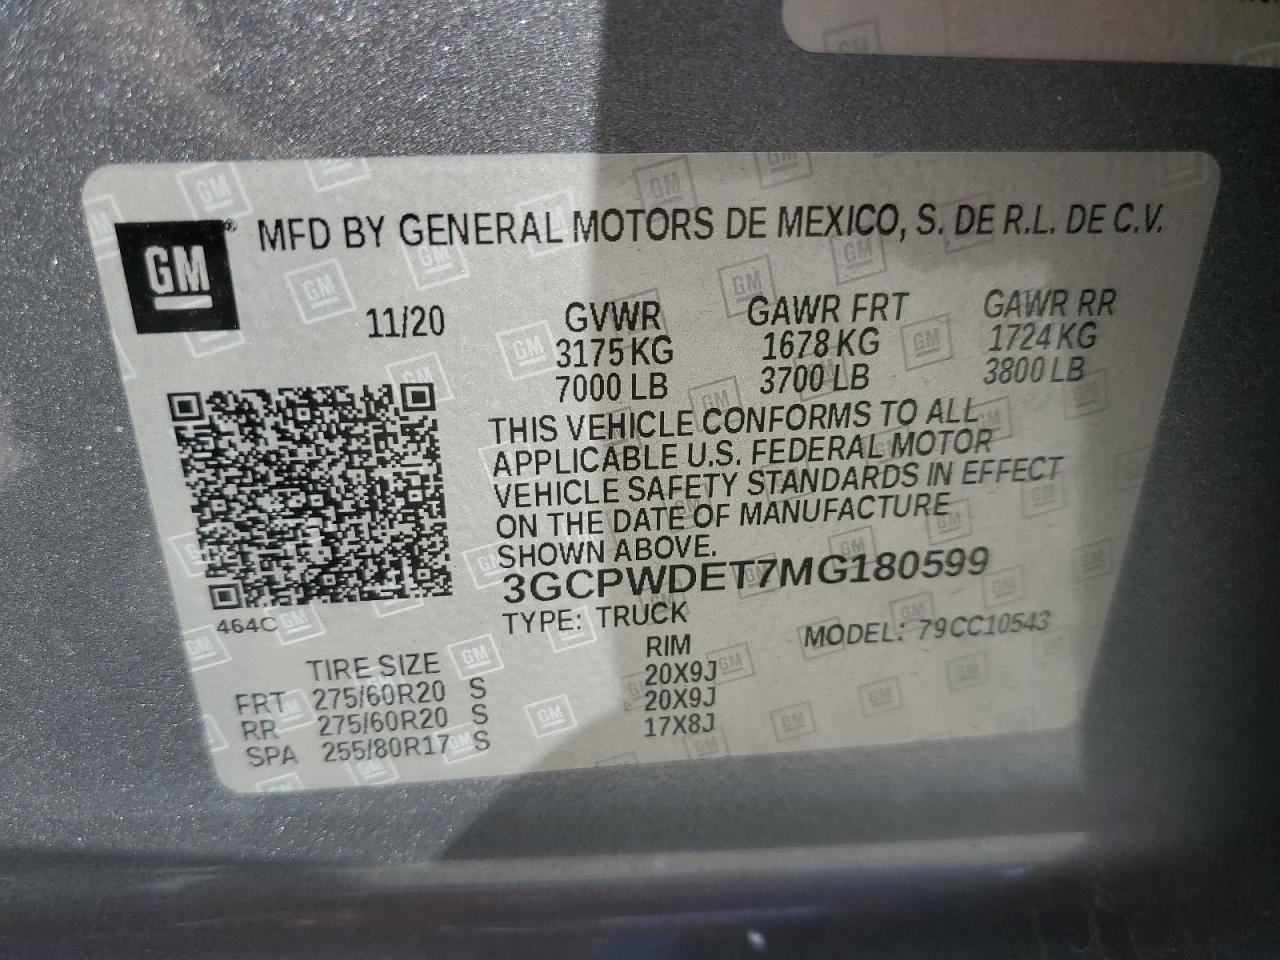 GM
MFD BY GENERAL MOTORS DE MEXICO, S. DE R.L. DE C.V.
11/20 GVWR GAWR FRT GAWR RR
3175 KG 1678 KG 1724 KG
7000 LB 3700 LB 3800 LB
THIS VEHICLE CONFORMS TO ALL
APPLICABLE U.S. FEDERAL MOTOR
VEHICLE SAFETY STANDARDS IN EFFECT
ON THE DATE OF MANUFACTURE
SHOWN ABOVE.
3GCPWDET7MG180599
464C
TYPE: TRUCK MODEL: 79CC10543
TIRE SIZE RIM
FRT 275/60R20 S 20X9J
RR 275/60R20 S 20X9J
SPA 255/80R17 S 17X8J